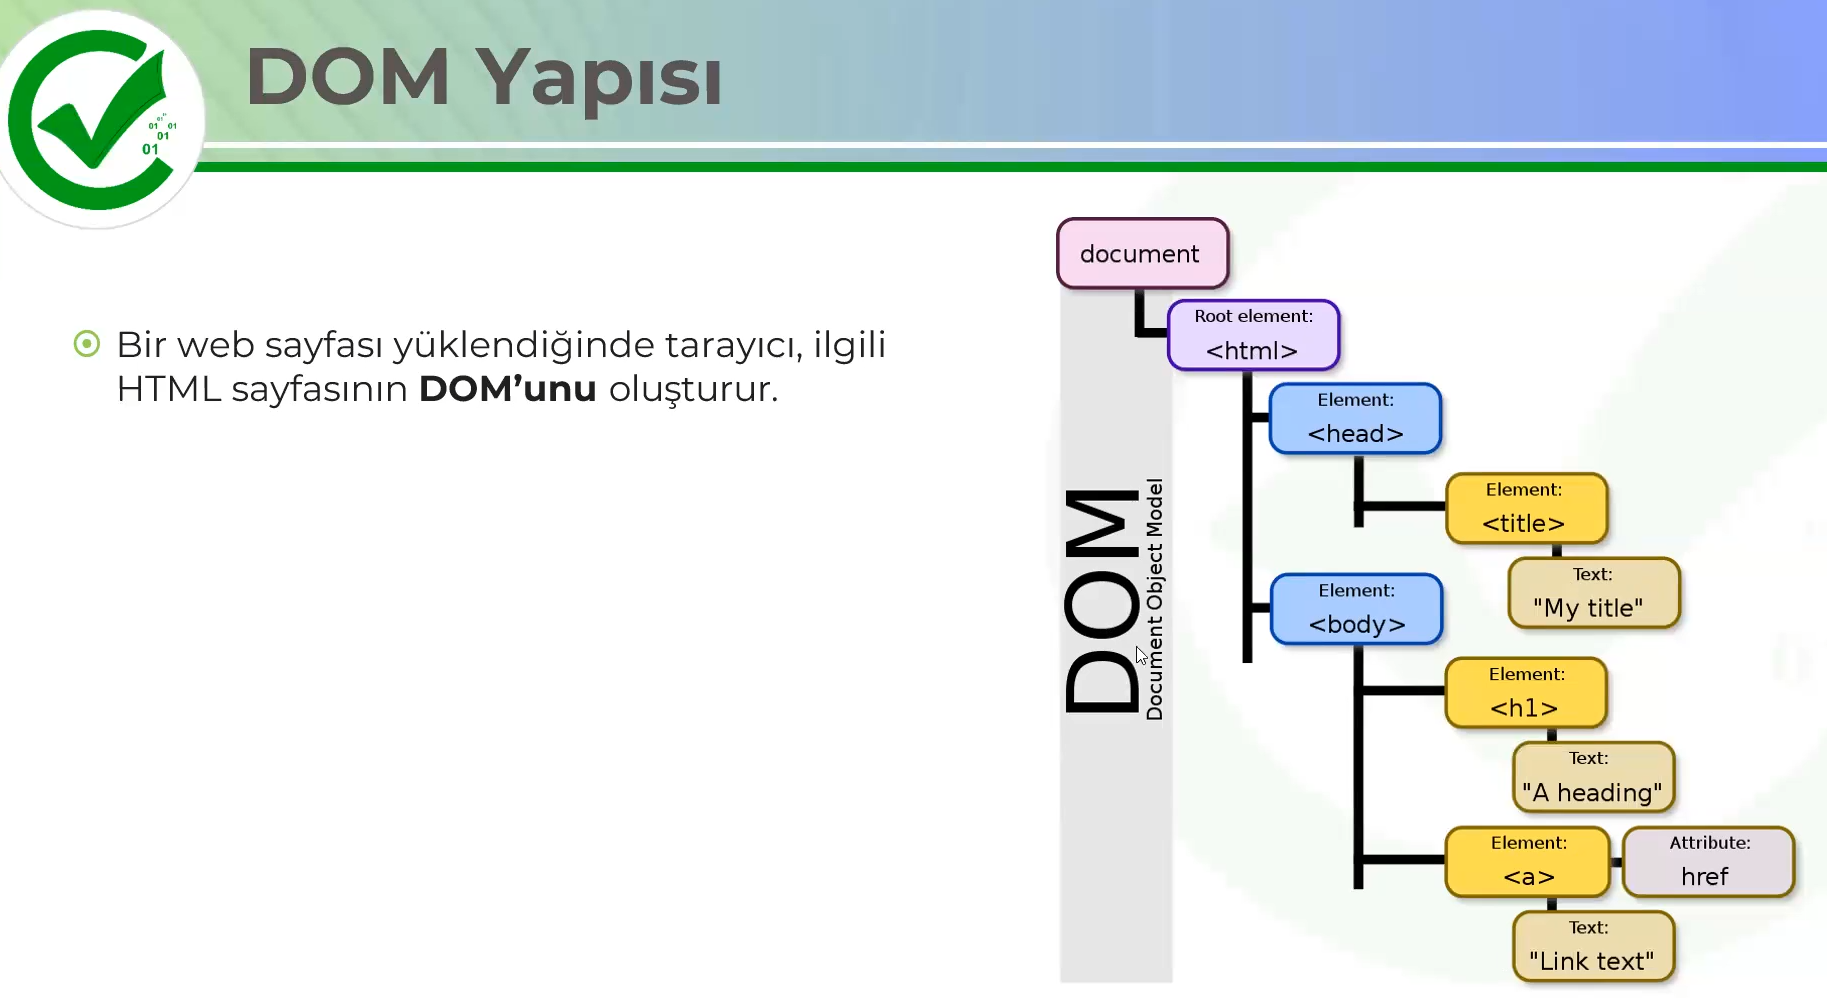 DOM Yapısı
01
01 01
01
01
Bir web sayfası yüklendiğinde tarayıcı, ilgili
HTML sayfasının DOM’unu oluşturur.
DOM
Document Object Model
document
Root element:
<html>
Element:
<head>
Element:
<title>
Text:
"My title"
Element:
<body>
Element:
<h1>
Text:
"A heading"
Element:
<a>
Attribute:
href
Text:
"Link text"